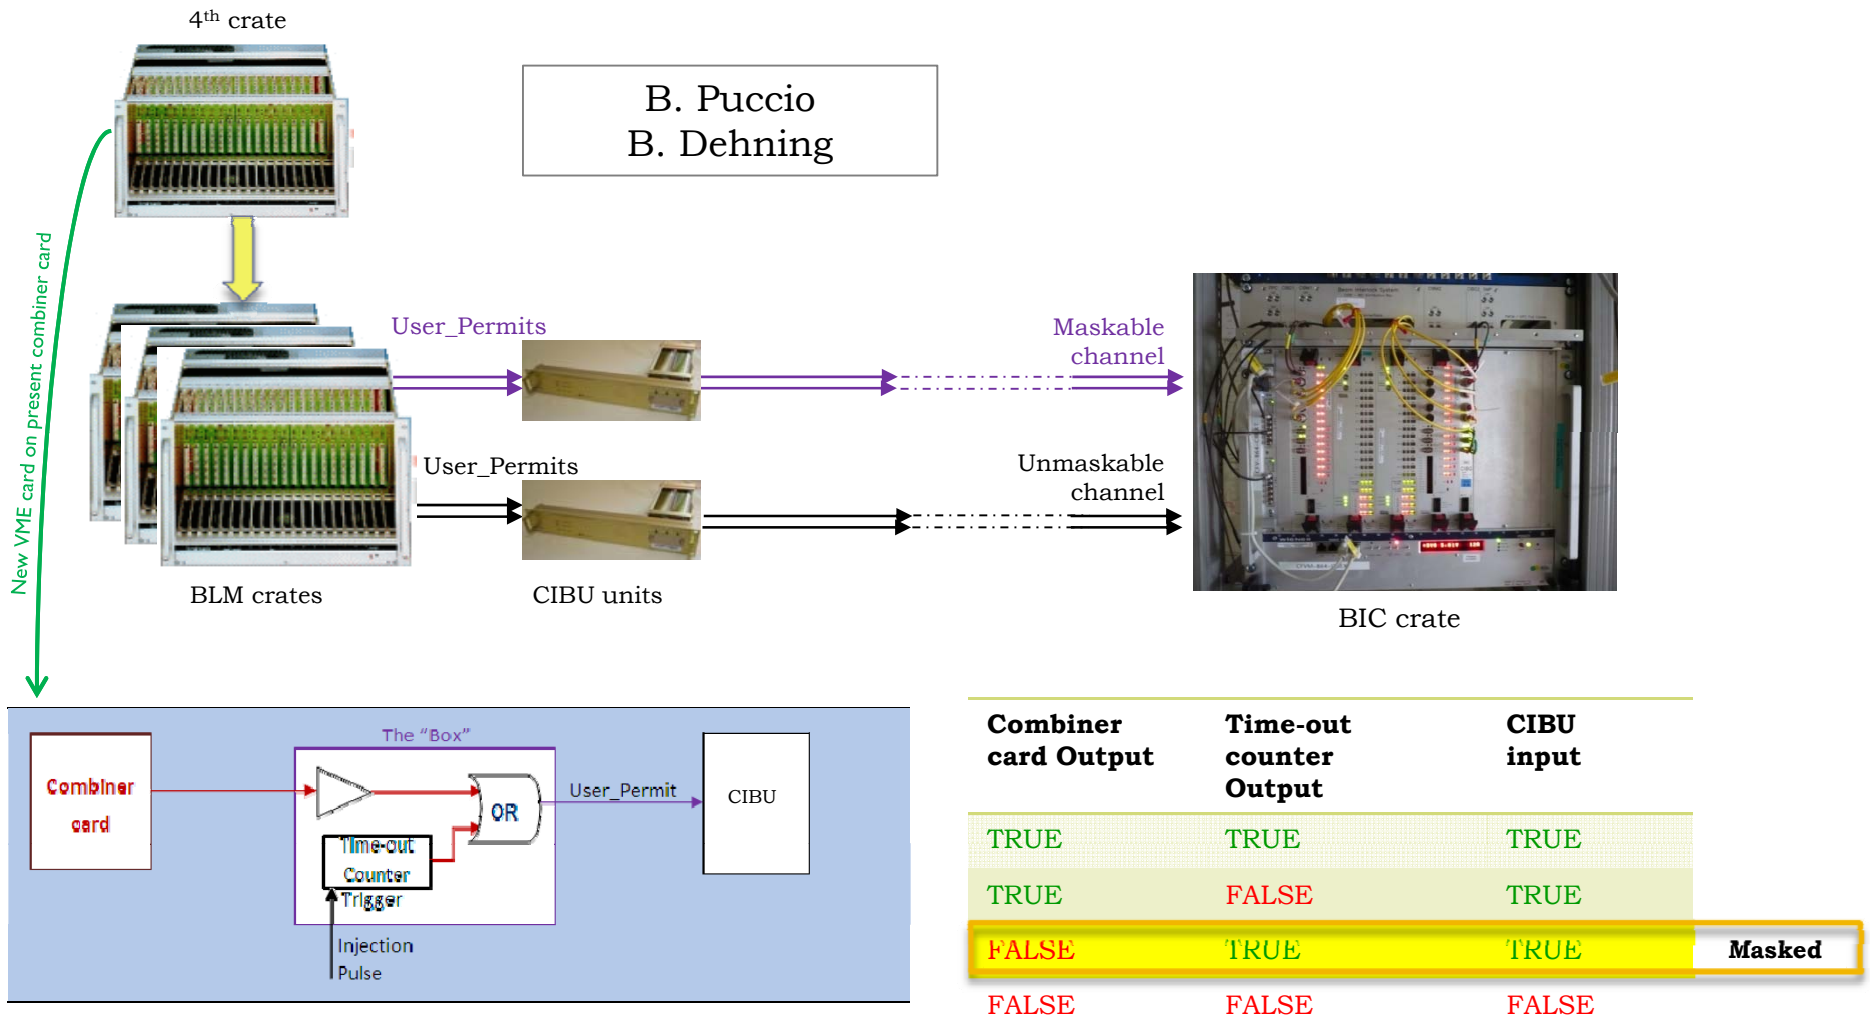 4th crate
B. Puccio
B. Dehning
New VME card on present combiner card
User_Permits
Maskable
channel
User_Permits
Unmaskable
channel
BLM crates
CIBU units
BIC crate
The "Box"
Combiner
card
OR
User_Permit
CIBU
Time-out
Counter
Trigger
Injection
Pulse
Combiner card Output
Time-out counter Output
CIBU input
TRUE TRUE TRUE
TRUE FALSE TRUE
FALSE TRUE TRUE Masked
FALSE FALSE FALSE